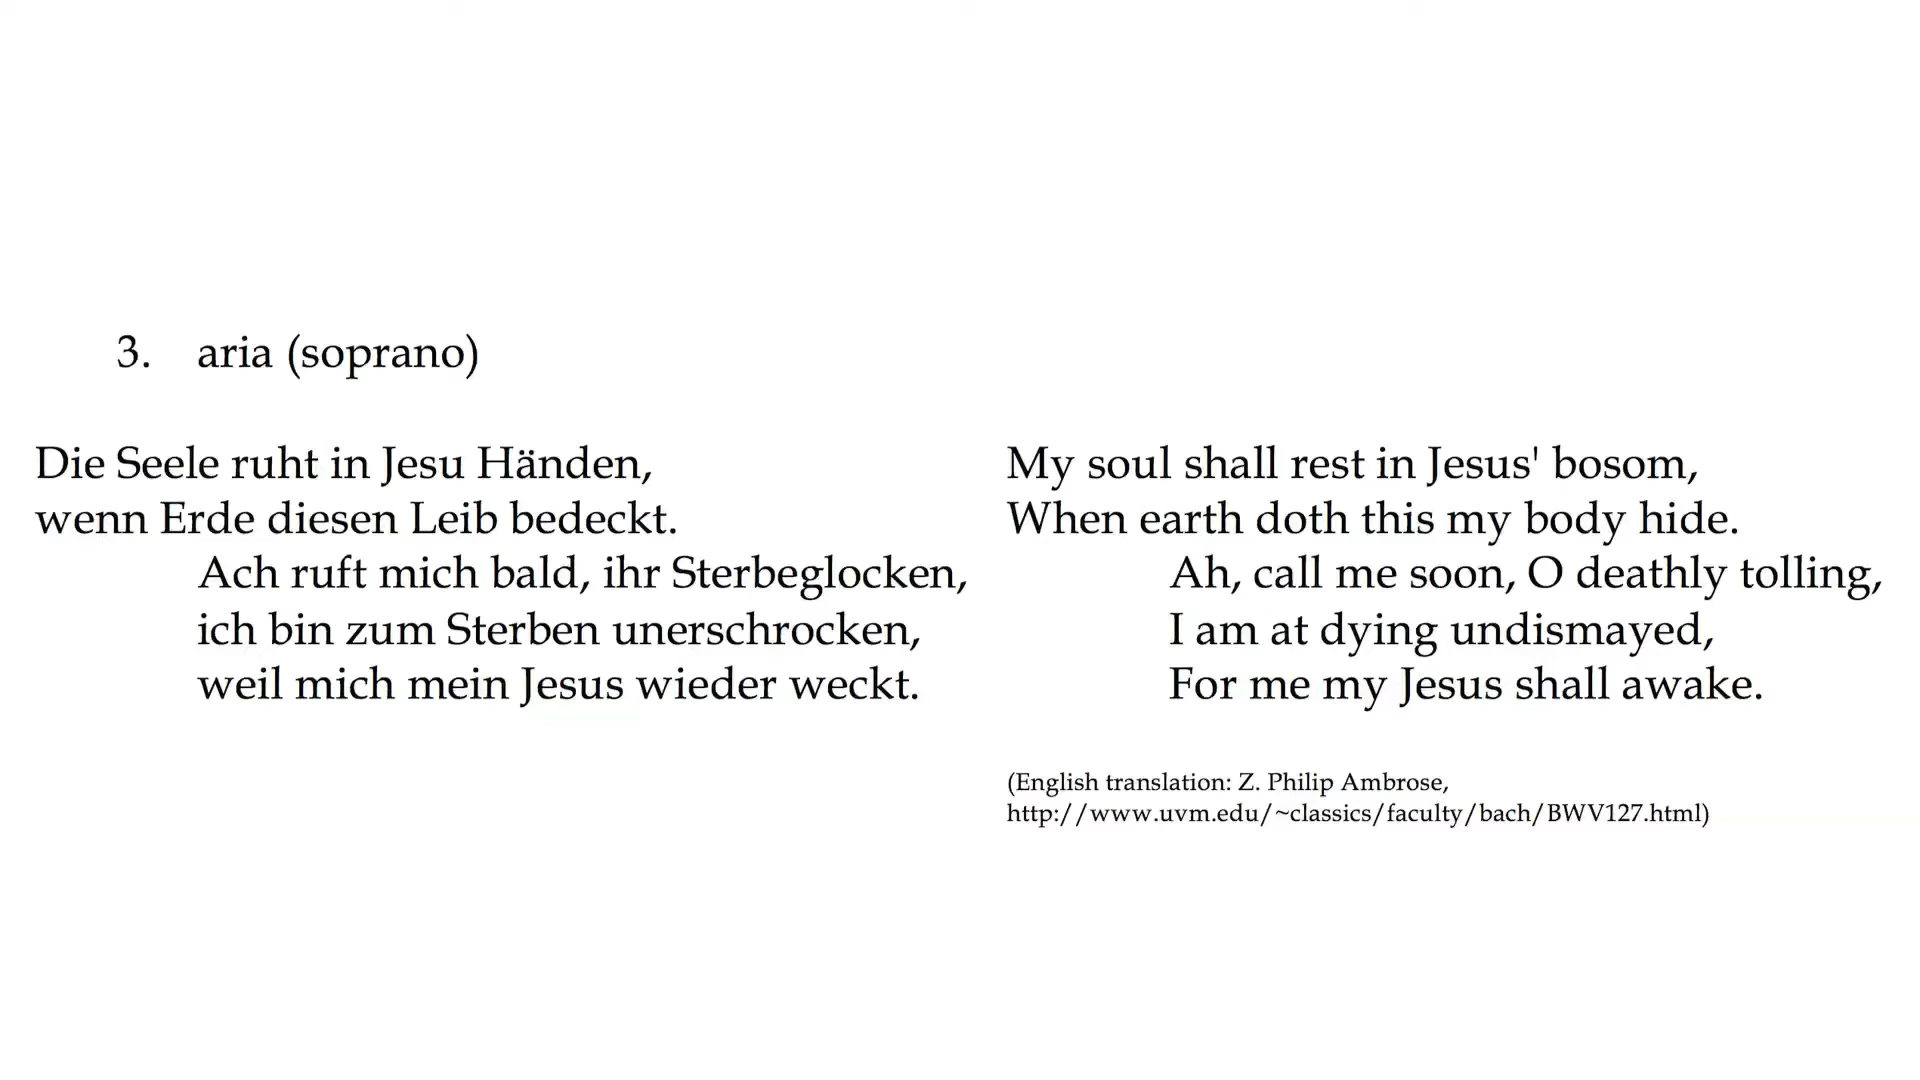 3. aria (soprano)
Die Seele ruht in Jesu Händen,
wenn Erde diesen Leib bedeckt.
Ach ruft mich bald, ihr Sterbeglocken,
ich bin zum Sterben unerschrocken,
weil mich mein Jesus wieder weckt.
My soul shall rest in Jesus' bosom,
When earth doth this my body hide.
Ah, call me soon, O deathly tolling,
I am at dying undismayed,
For me my Jesus shall awake.
(English translation: Z. Philip Ambrose,
http://www.uvm.edu/~classics/faculty/bach/BWV127.html)